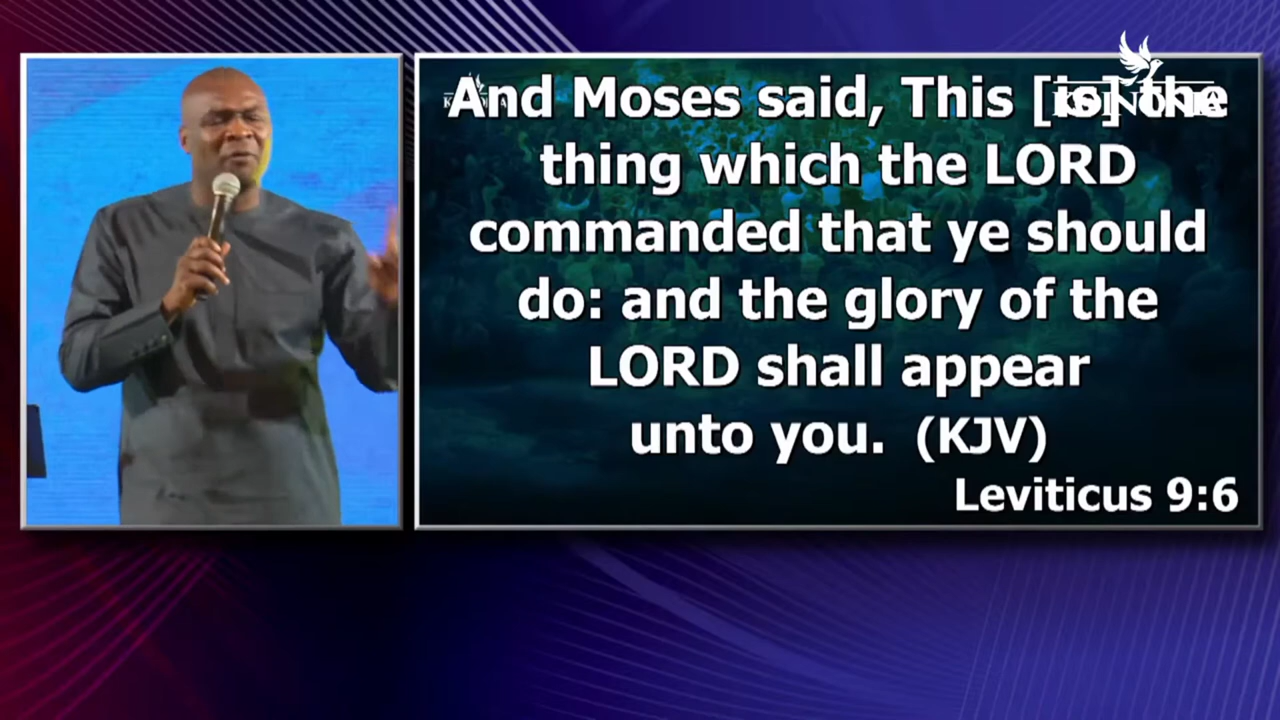 And Moses said, This [is] the
thing which the LORD
commanded that ye should
do: and the glory of the
LORD shall appear
unto you. (KJV)
Leviticus 9:6